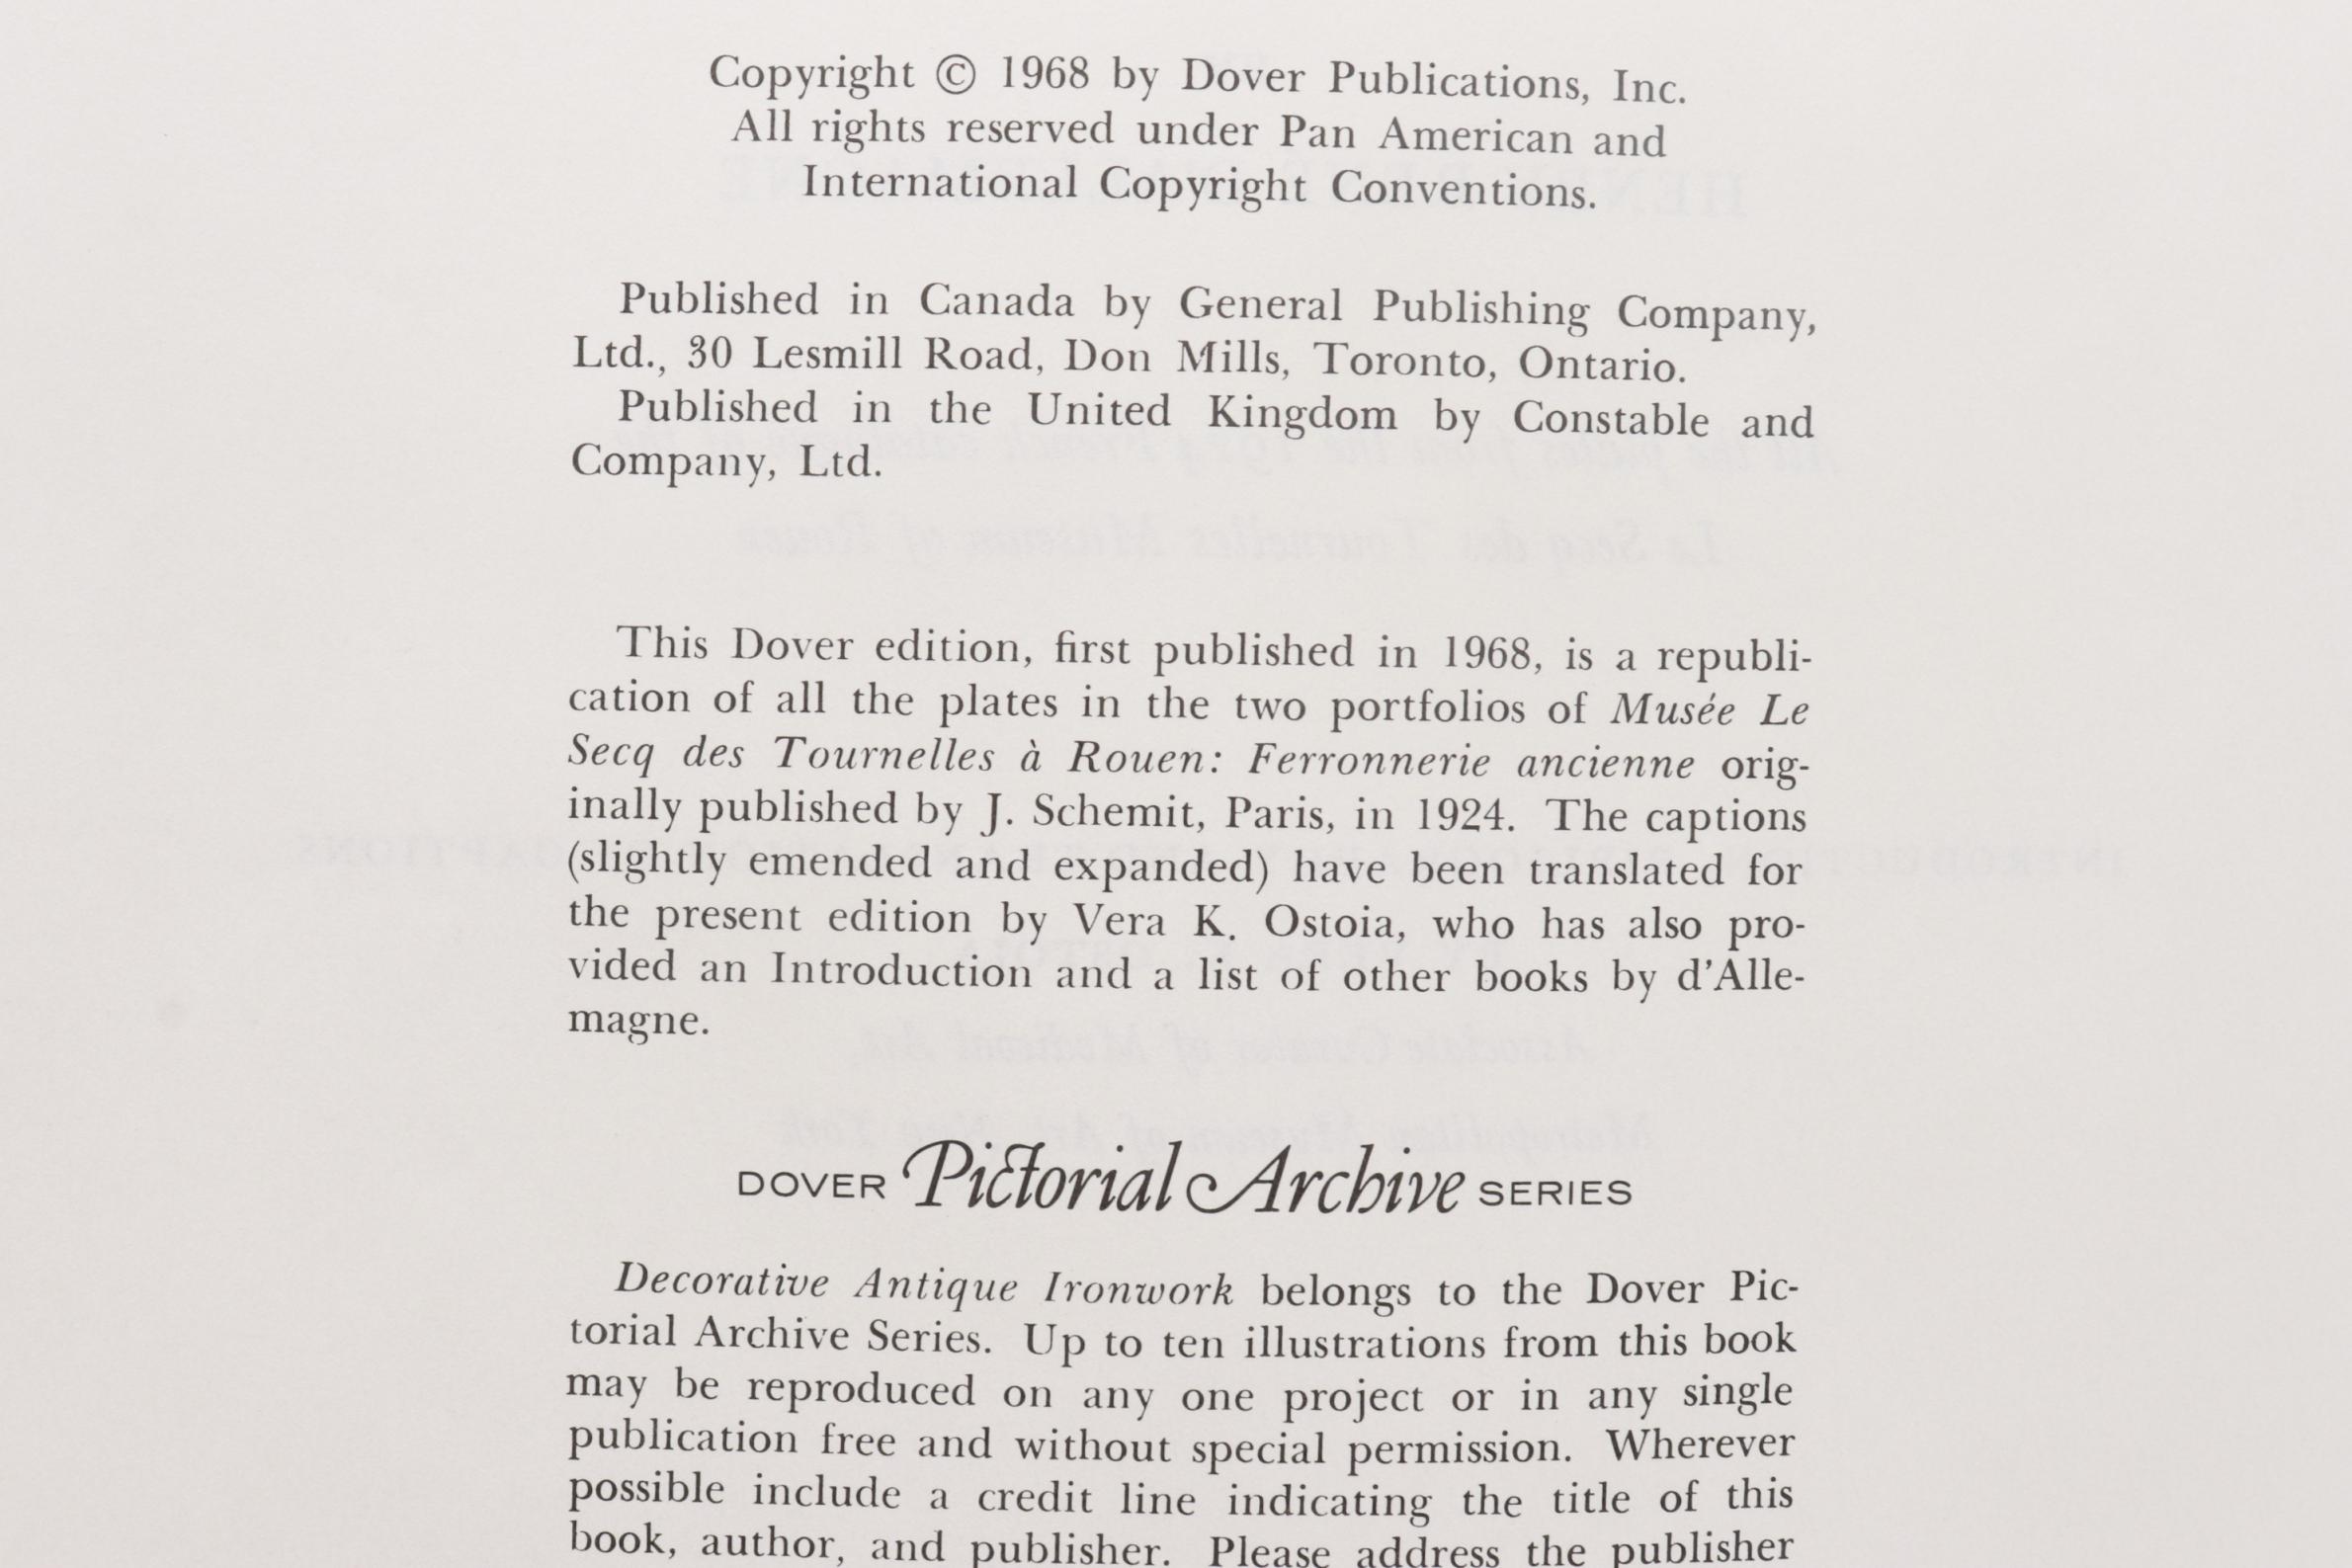 Copyright © 1968 by Dover Publications, Inc.
All rights reserved under Pan American and
International Copyright Conventions.
Published in Canada by General Publishing Company,
Ltd., 30 Lesmill Road, Don Mills, Toronto, Ontario.
Published in the United Kingdom by Constable and
Company, Ltd.
This Dover edition, first published in 1968, is a republi-
cation of all the plates in the two portfolios of Musée Le
Secq des Tournelles à Rouen: Ferronnerie ancienne orig-
inally published by J. Schemit, Paris, in 1924. The captions
(slightly emended and expanded) have been translated for
the present edition by Vera K. Ostoia, who has also pro-
vided an Introduction and a list of other books by d'Alle-
magne.
DOVER Pictorial Archive SERIES
Decorative Antique Ironwork belongs to the Dover Pic-
torial Archive Series. Up to ten illustrations from this book
may be reproduced on any one project or in any single
publication free and without special permission. Wherever
possible include a credit line indicating the title of this
book, author, and publisher. Please address the publisher